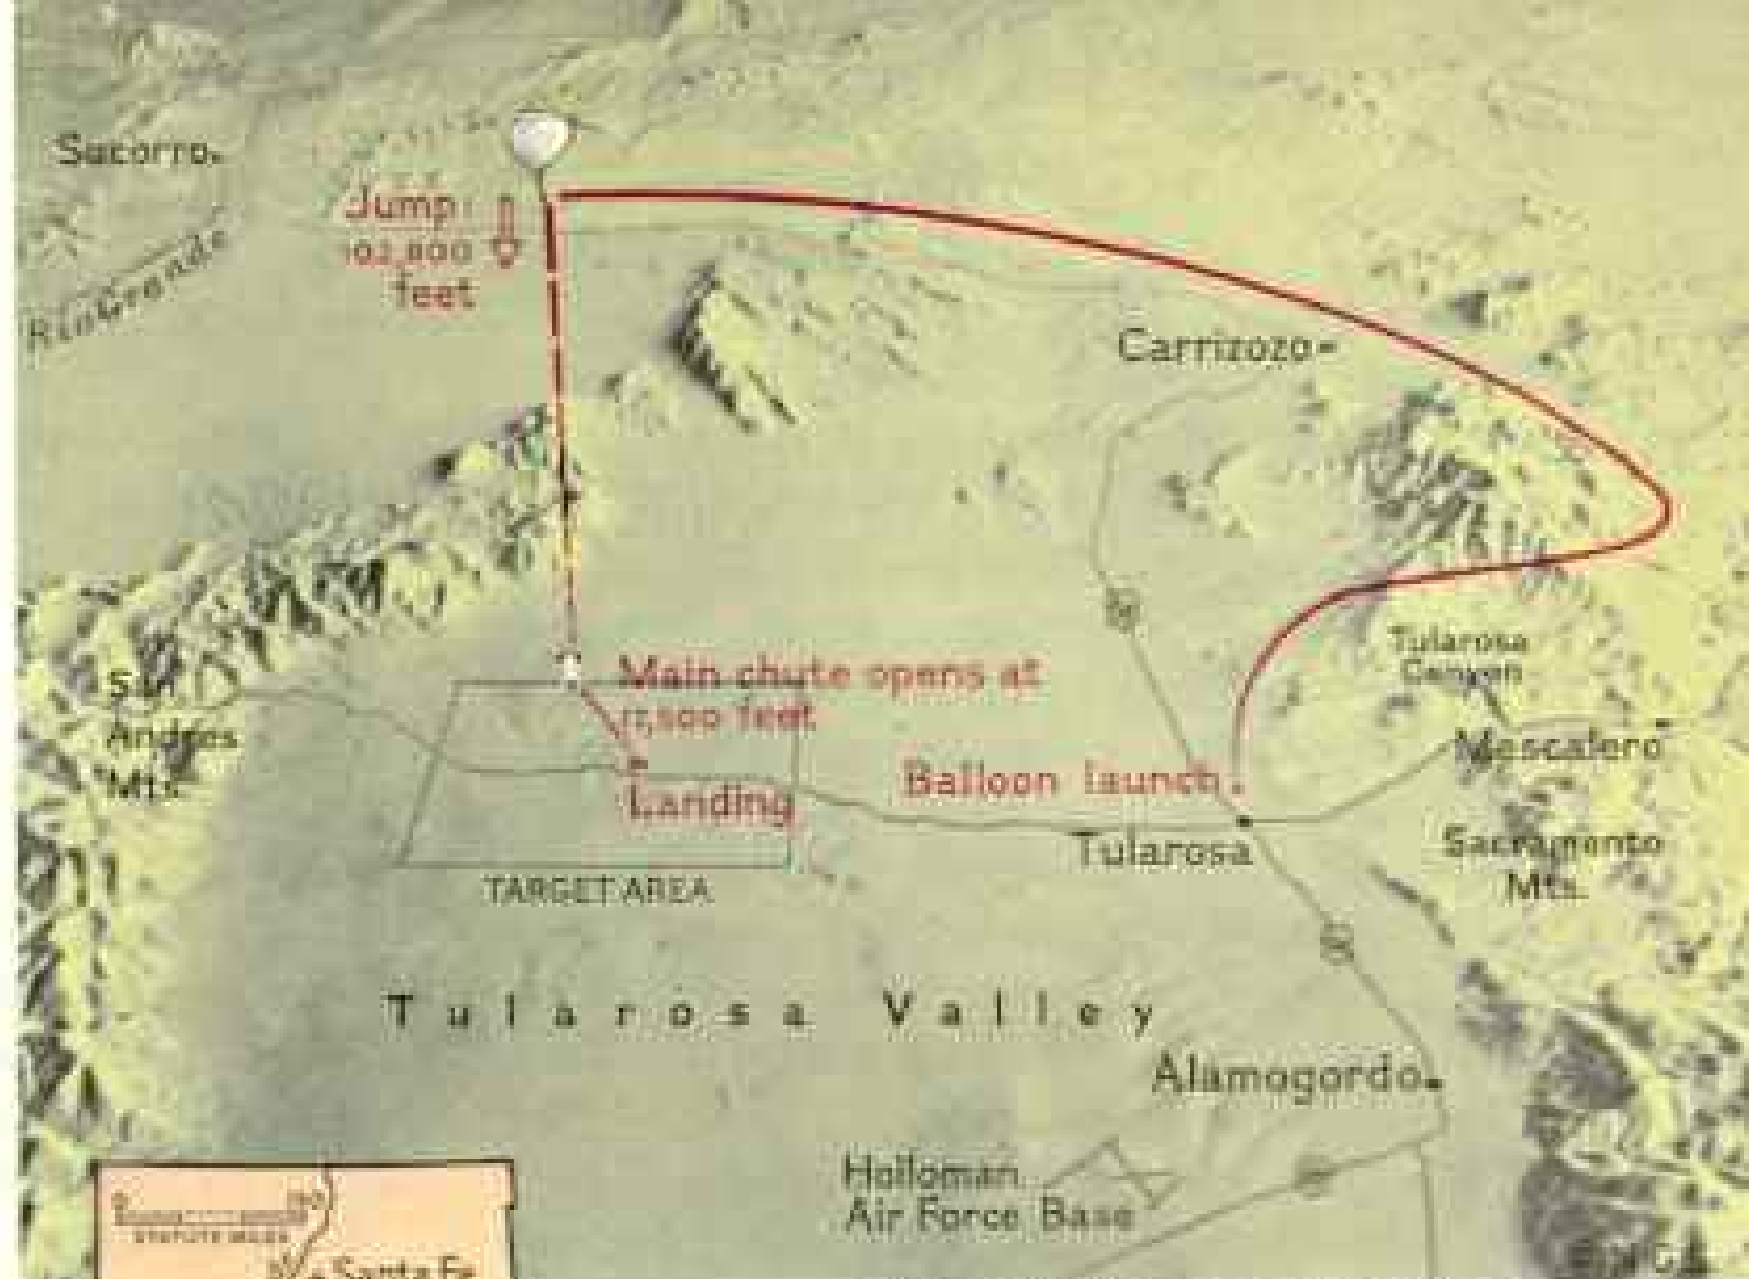 Socorro
Jump
102,800
feet
Rio Grande
Carrizozo
Tularosa
Canyon
Main chute opens at
17,500 feet
San
Andres
Mts.
Mescalero
Balloon launch
Landing
Tularosa
Sacramento
Mts.
TARGET AREA
Tularosa Valley
Alamogordo
Holloman
Air Force Base
0
STATUTE MILES
Santa Fe